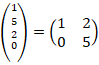 (1
5
2
0) = (1 2
0 5)